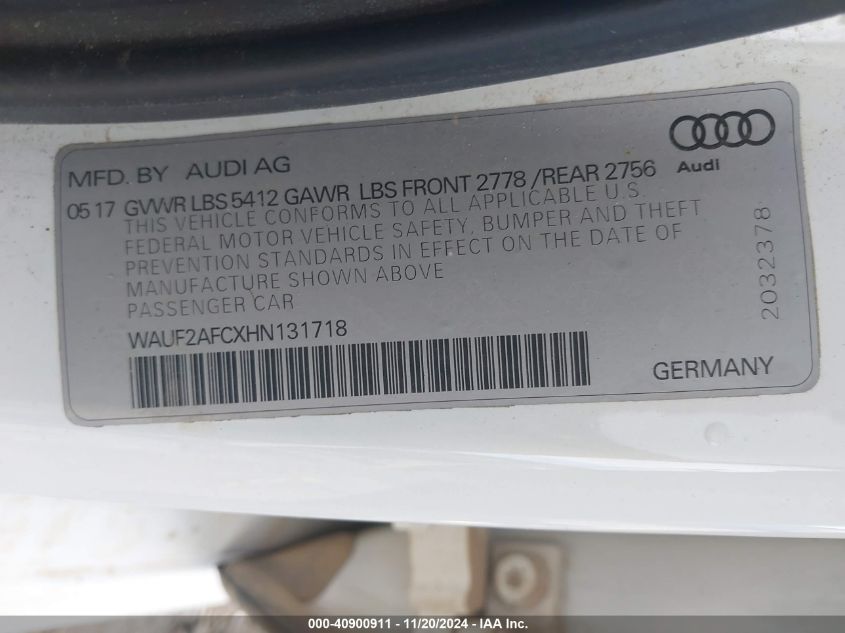 MFD. BY AUDI AG
Audi
05 17 GVWR LBS 5412 GAWR LBS FRONT 2778 /REAR 2756
THIS VEHICLE CONFORMS TO ALL APPLICABLE U.S.
FEDERAL MOTOR VEHICLE SAFETY, BUMPER AND THEFT
PREVENTION STANDARDS IN EFFECT ON THE DATE OF
MANUFACTURE SHOWN ABOVE
PASSENGER CAR
2032378
WAUF2AFCXHN131718
GERMANY
000-40900911 - 11/20/2024 - IAA Inc.